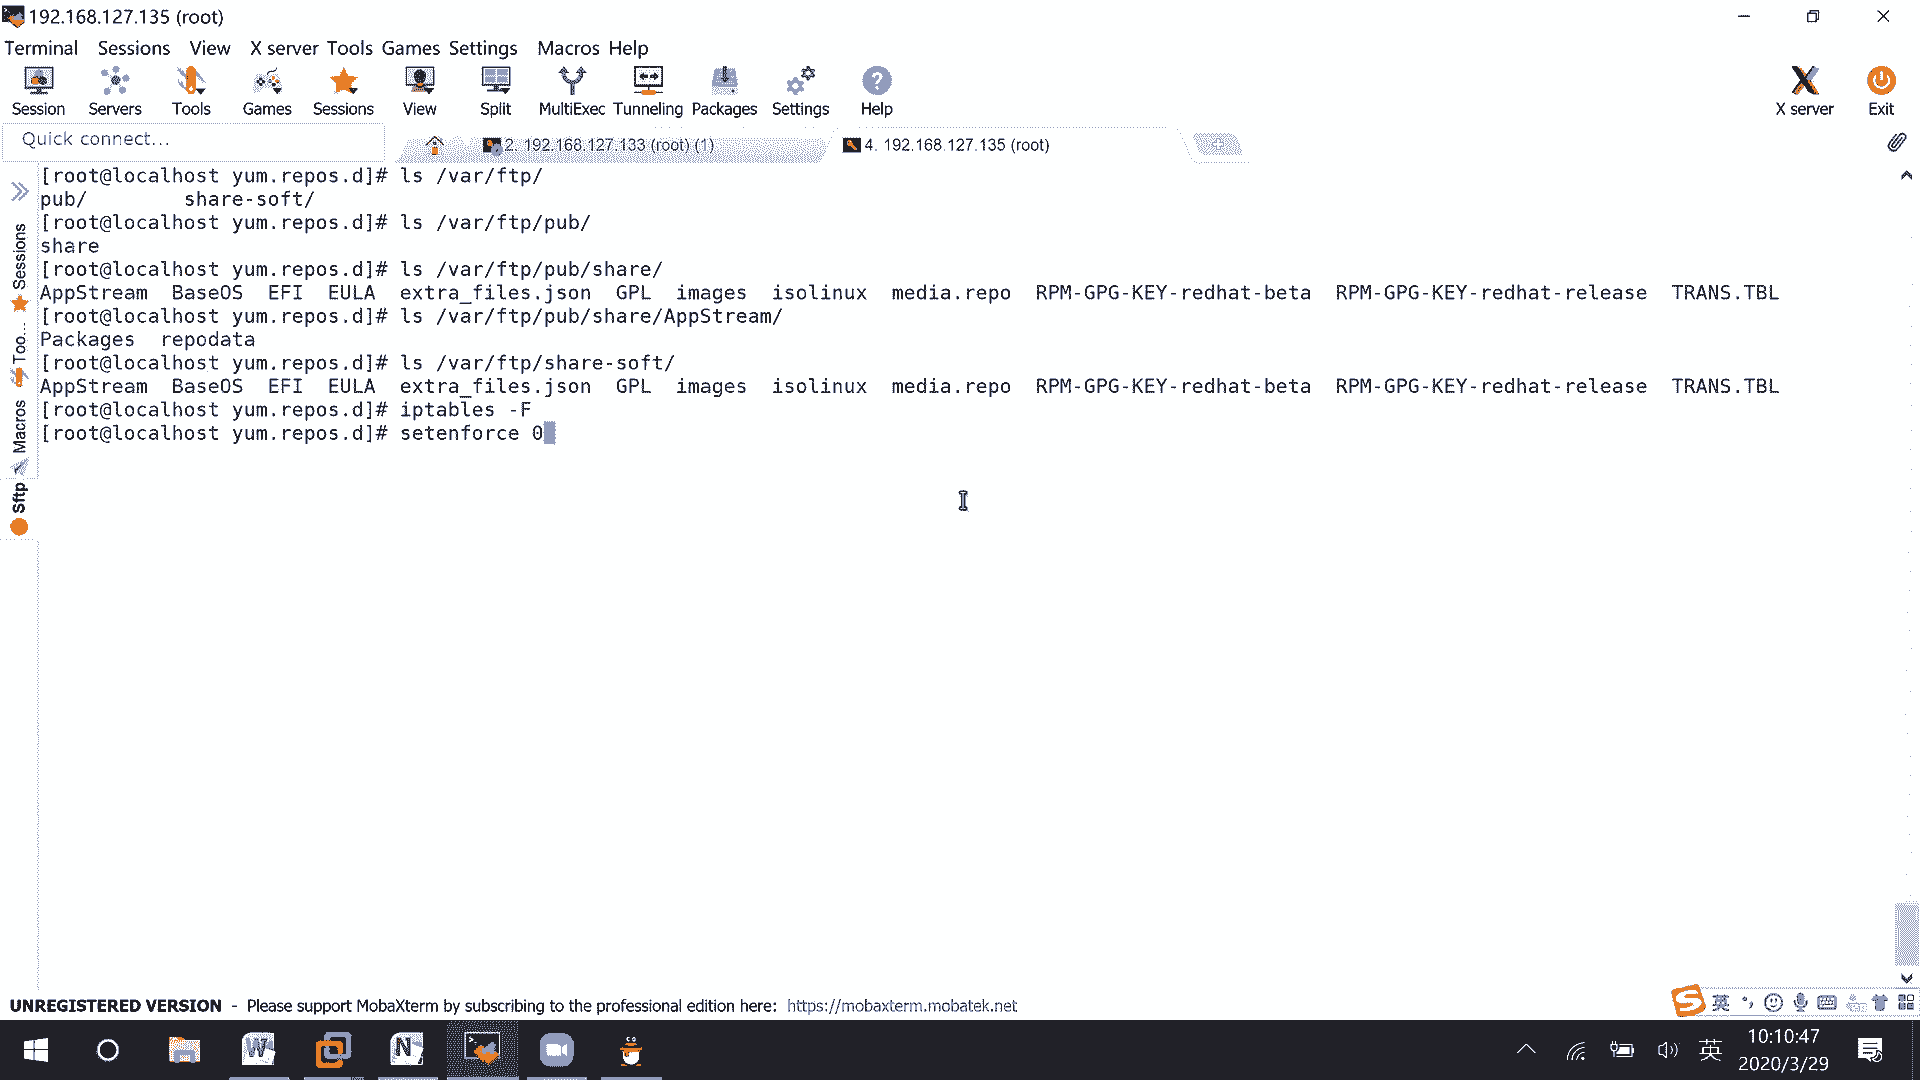 192.168.127.135 (root)
Terminal Sessions View X server Tools Games Settings Macros Help
Session Servers Tools Games Sessions View Split MultiExec Tunneling Packages Settings Help X server Exit
Quick connect...
2. 192.168.127.133 (root) (1)
4. 192.168.127.135 (root)
[root@localhost yum.repos.d]# ls /var/ftp/
pub/ share-soft/
[root@localhost yum.repos.d]# ls /var/ftp/pub/
share
[root@localhost yum.repos.d]# ls /var/ftp/pub/share/
AppStream BaseOS EFI EULA extra_files.json GPL images isolinux media.repo RPM-GPG-KEY-redhat-beta RPM-GPG-KEY-redhat-release TRANS.TBL
[root@localhost yum.repos.d]# ls /var/ftp/pub/share/AppStream/
Packages repodata
[root@localhost yum.repos.d]# ls /var/ftp/share-soft/
AppStream BaseOS EFI EULA extra_files.json GPL images isolinux media.repo RPM-GPG-KEY-redhat-beta RPM-GPG-KEY-redhat-release TRANS.TBL
[root@localhost yum.repos.d]# iptables -F
[root@localhost yum.repos.d]# setenforce 0
Sessions
Too...
Macros
Sftp
UNREGISTERED VERSION - Please support MobaXterm by subscribing to the professional edition here: https://mobaxterm.mobatek.net
英
英
10:10:47
2020/3/29